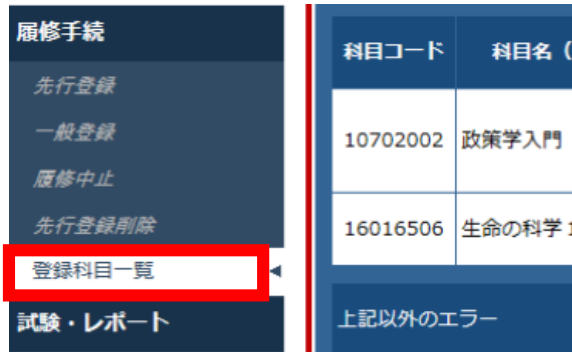 履修手続
先行登録
一般登録
履修中止
先行登録削除
登録科目一覧
試験・レポート
科目コード 科目名（
10702002 政策学入門
16016506 生命の科学 1
上記以外のエラー